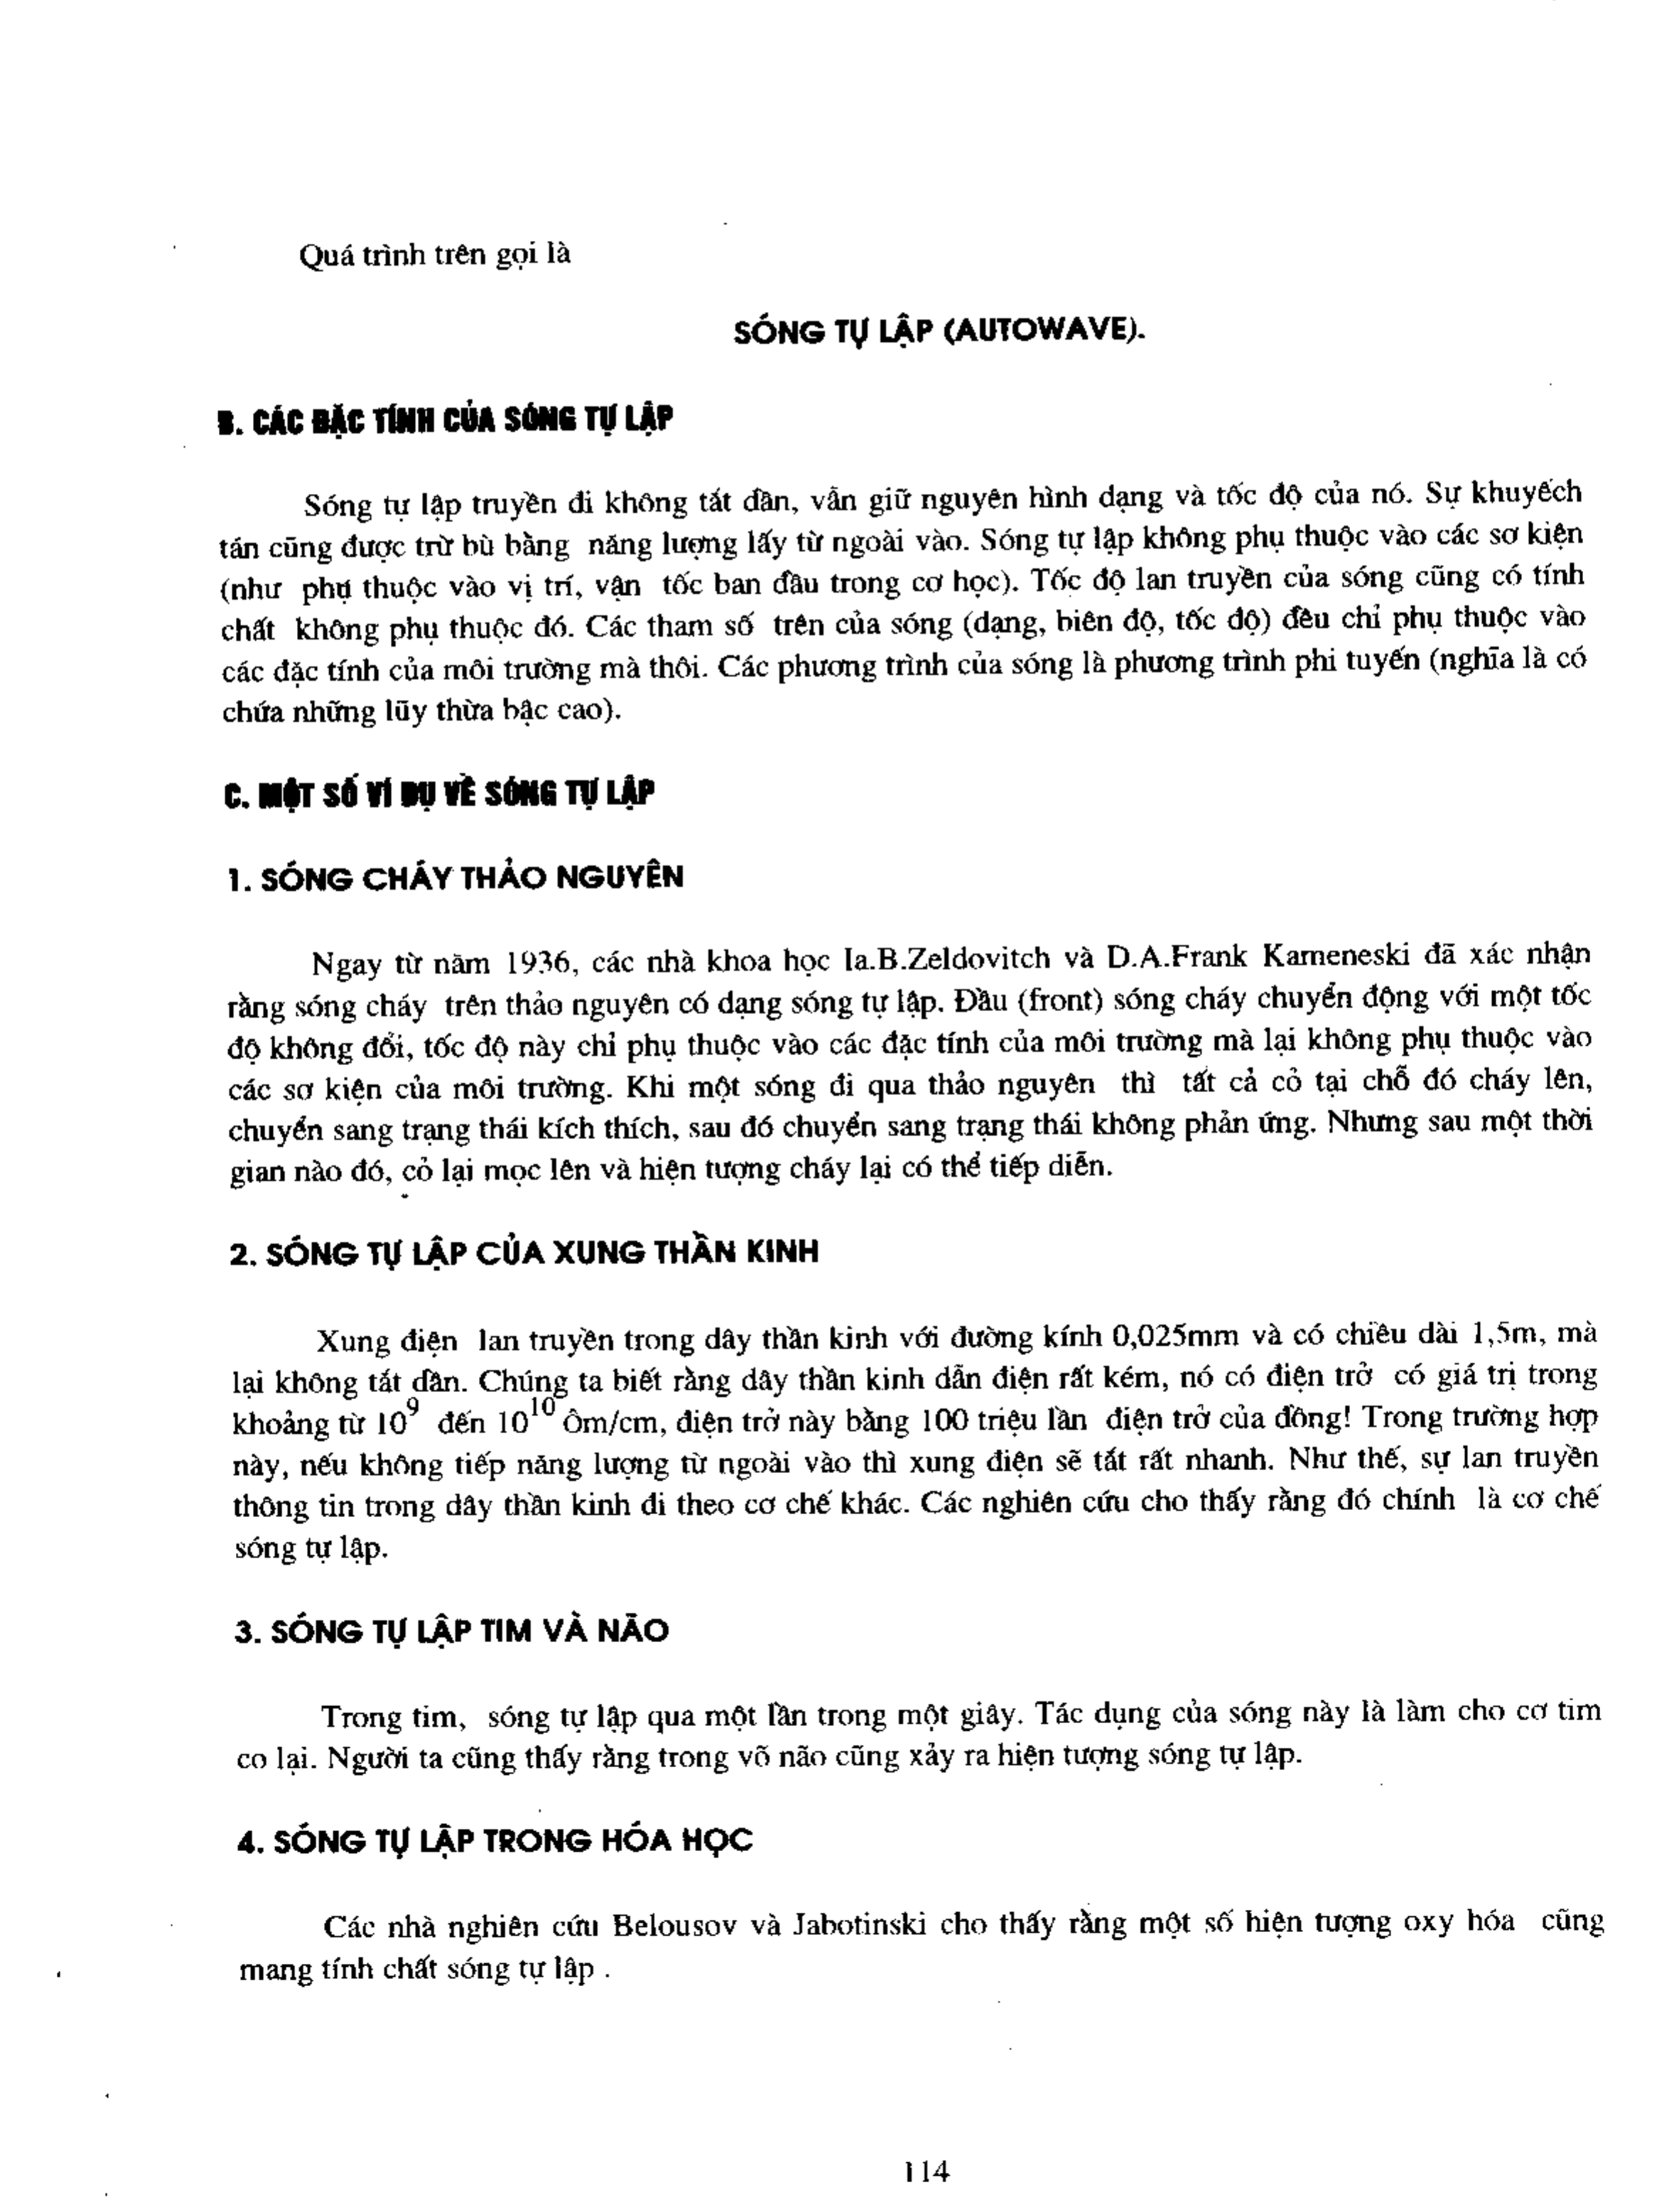 Quá trình trên gọi là
SÓNG TỰ LẬP (AUTOWAVE).
B. CÁC ĐẶC TÍNH CỦA SÓNG TỰ LẬP
Sóng tự lập truyền đi không tắt dần, vẫn giữ nguyên hình dạng và tốc độ của nó. Sự khuyếch
tán cũng được trừ bù bằng năng lượng lấy từ ngoài vào. Sóng tự lập không phụ thuộc vào các sơ kiện
(như phụ thuộc vào vị trí, vận tốc ban đầu trong cơ học). Tốc độ lan truyền của sóng cũng có tính
chất không phụ thuộc đó. Các tham số trên của sóng (dạng, biên độ, tốc độ) đều chỉ phụ thuộc vào
các đặc tính của môi trường mà thôi. Các phương trình của sóng là phương trình phi tuyến (nghĩa là có
chứa những lũy thừa bậc cao).
C. MỘT SỐ VÍ DỤ VỀ SÓNG TỰ LẬP
1. SÓNG CHÁY THẢO NGUYÊN
Ngay từ năm 1936, các nhà khoa học Ia.B.Zeldovitch và D.A.Frank Kameneski đã xác nhận
rằng sóng cháy trên thảo nguyên có dạng sóng tự lập. Đầu (front) sóng cháy chuyển động với một tốc
độ không đổi, tốc độ này chỉ phụ thuộc vào các đặc tính của môi trường mà lại không phụ thuộc vào
các sơ kiện của môi trường. Khi một sóng đi qua thảo nguyên thì tất cả cỏ tại chỗ đó cháy lên,
chuyển sang trạng thái kích thích, sau đó chuyển sang trạng thái không phản ứng. Nhưng sau một thời
gian nào đó, cỏ lại mọc lên và hiện tượng cháy lại có thể tiếp diễn.
2. SÓNG TỰ LẬP CỦA XUNG THẦN KINH
Xung điện lan truyền trong dây thần kinh với đường kính 0,025mm và có chiều dài 1,5m, mà
lại không tắt dần. Chúng ta biết rằng dây thần kinh dẫn điện rất kém, nó có điện trở có giá trị trong
khoảng từ 10⁹ đến 10¹⁰ Ôm/cm, điện trở này bằng 100 triệu lần điện trở của đồng! Trong trường hợp
này, nếu không tiếp năng lượng từ ngoài vào thì xung điện sẽ tắt rất nhanh. Như thế, sự lan truyền
thông tin trong dây thần kinh đi theo cơ chế khác. Các nghiên cứu cho thấy rằng đó chính là cơ chế
sóng tự lập.
3. SÓNG TỰ LẬP TIM VÀ NÃO
Trong tim, sóng tự lập qua một lần trong một giây. Tác dụng của sóng này là làm cho cơ tim
co lại. Người ta cũng thấy rằng trong võ não cũng xảy ra hiện tượng sóng tự lập.
4. SÓNG TỰ LẬP TRONG HÓA HỌC
Các nhà nghiên cứu Belousov và Jabotinski cho thấy rằng một số hiện tượng oxy hóa cũng
mang tính chất sóng tự lập .
114